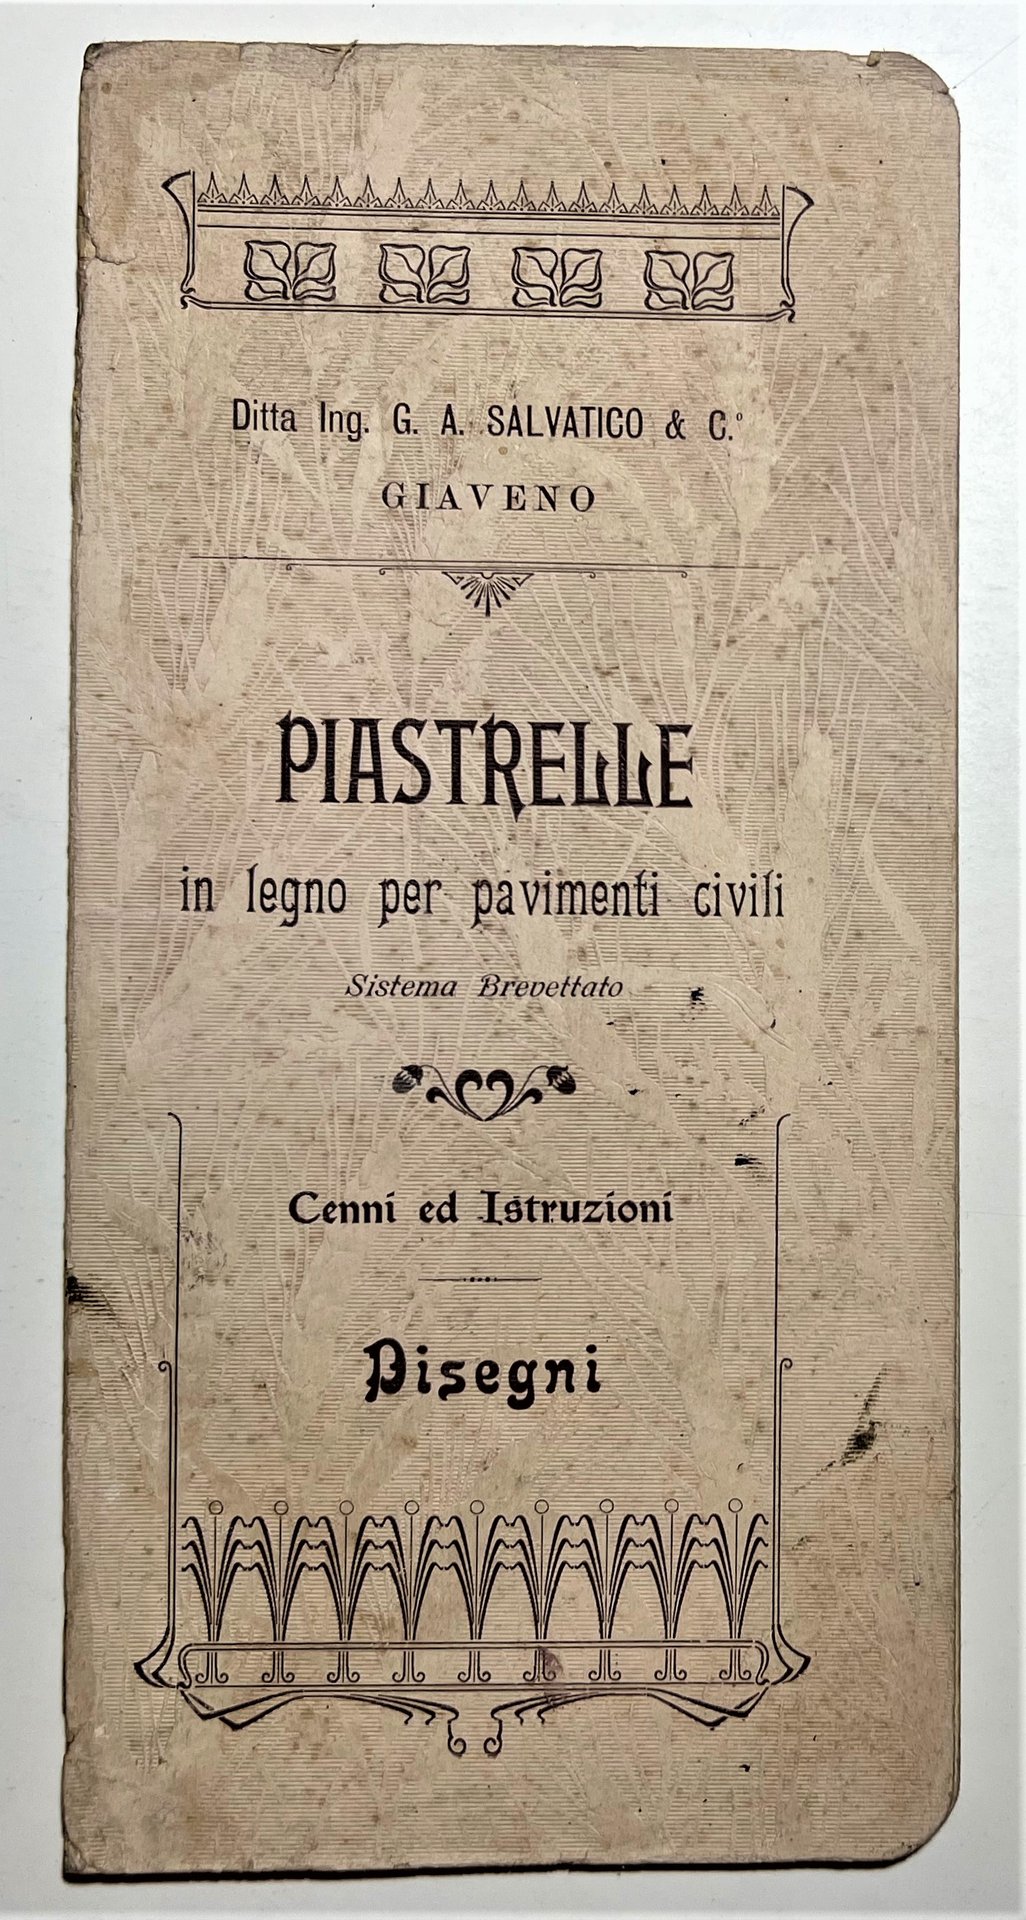 Ditta Ing. G. A. SALVATICO & C.º
GIAVENO
PIASTRELLE
in legno per pavimenti civili
Sistema Brevettato
Cenni ed Istruzioni
Disegni